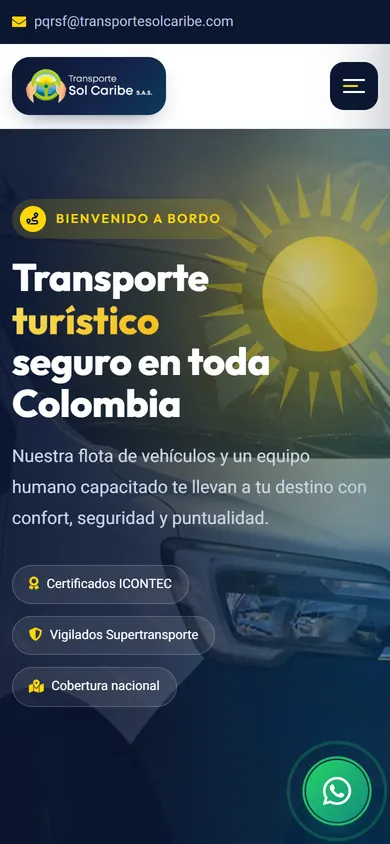 pqrsf@transportesolcaribe.com
Transporte
Sol Caribe S.A.S.
BIENVENIDO A BORDO
Transporte
turístico
seguro en toda
Colombia
Nuestra flota de vehículos y un equipo
humano capacitado te llevan a tu destino con
confort, seguridad y puntualidad.
Certificados ICONTEC
Vigilados Supertransporte
Cobertura nacional